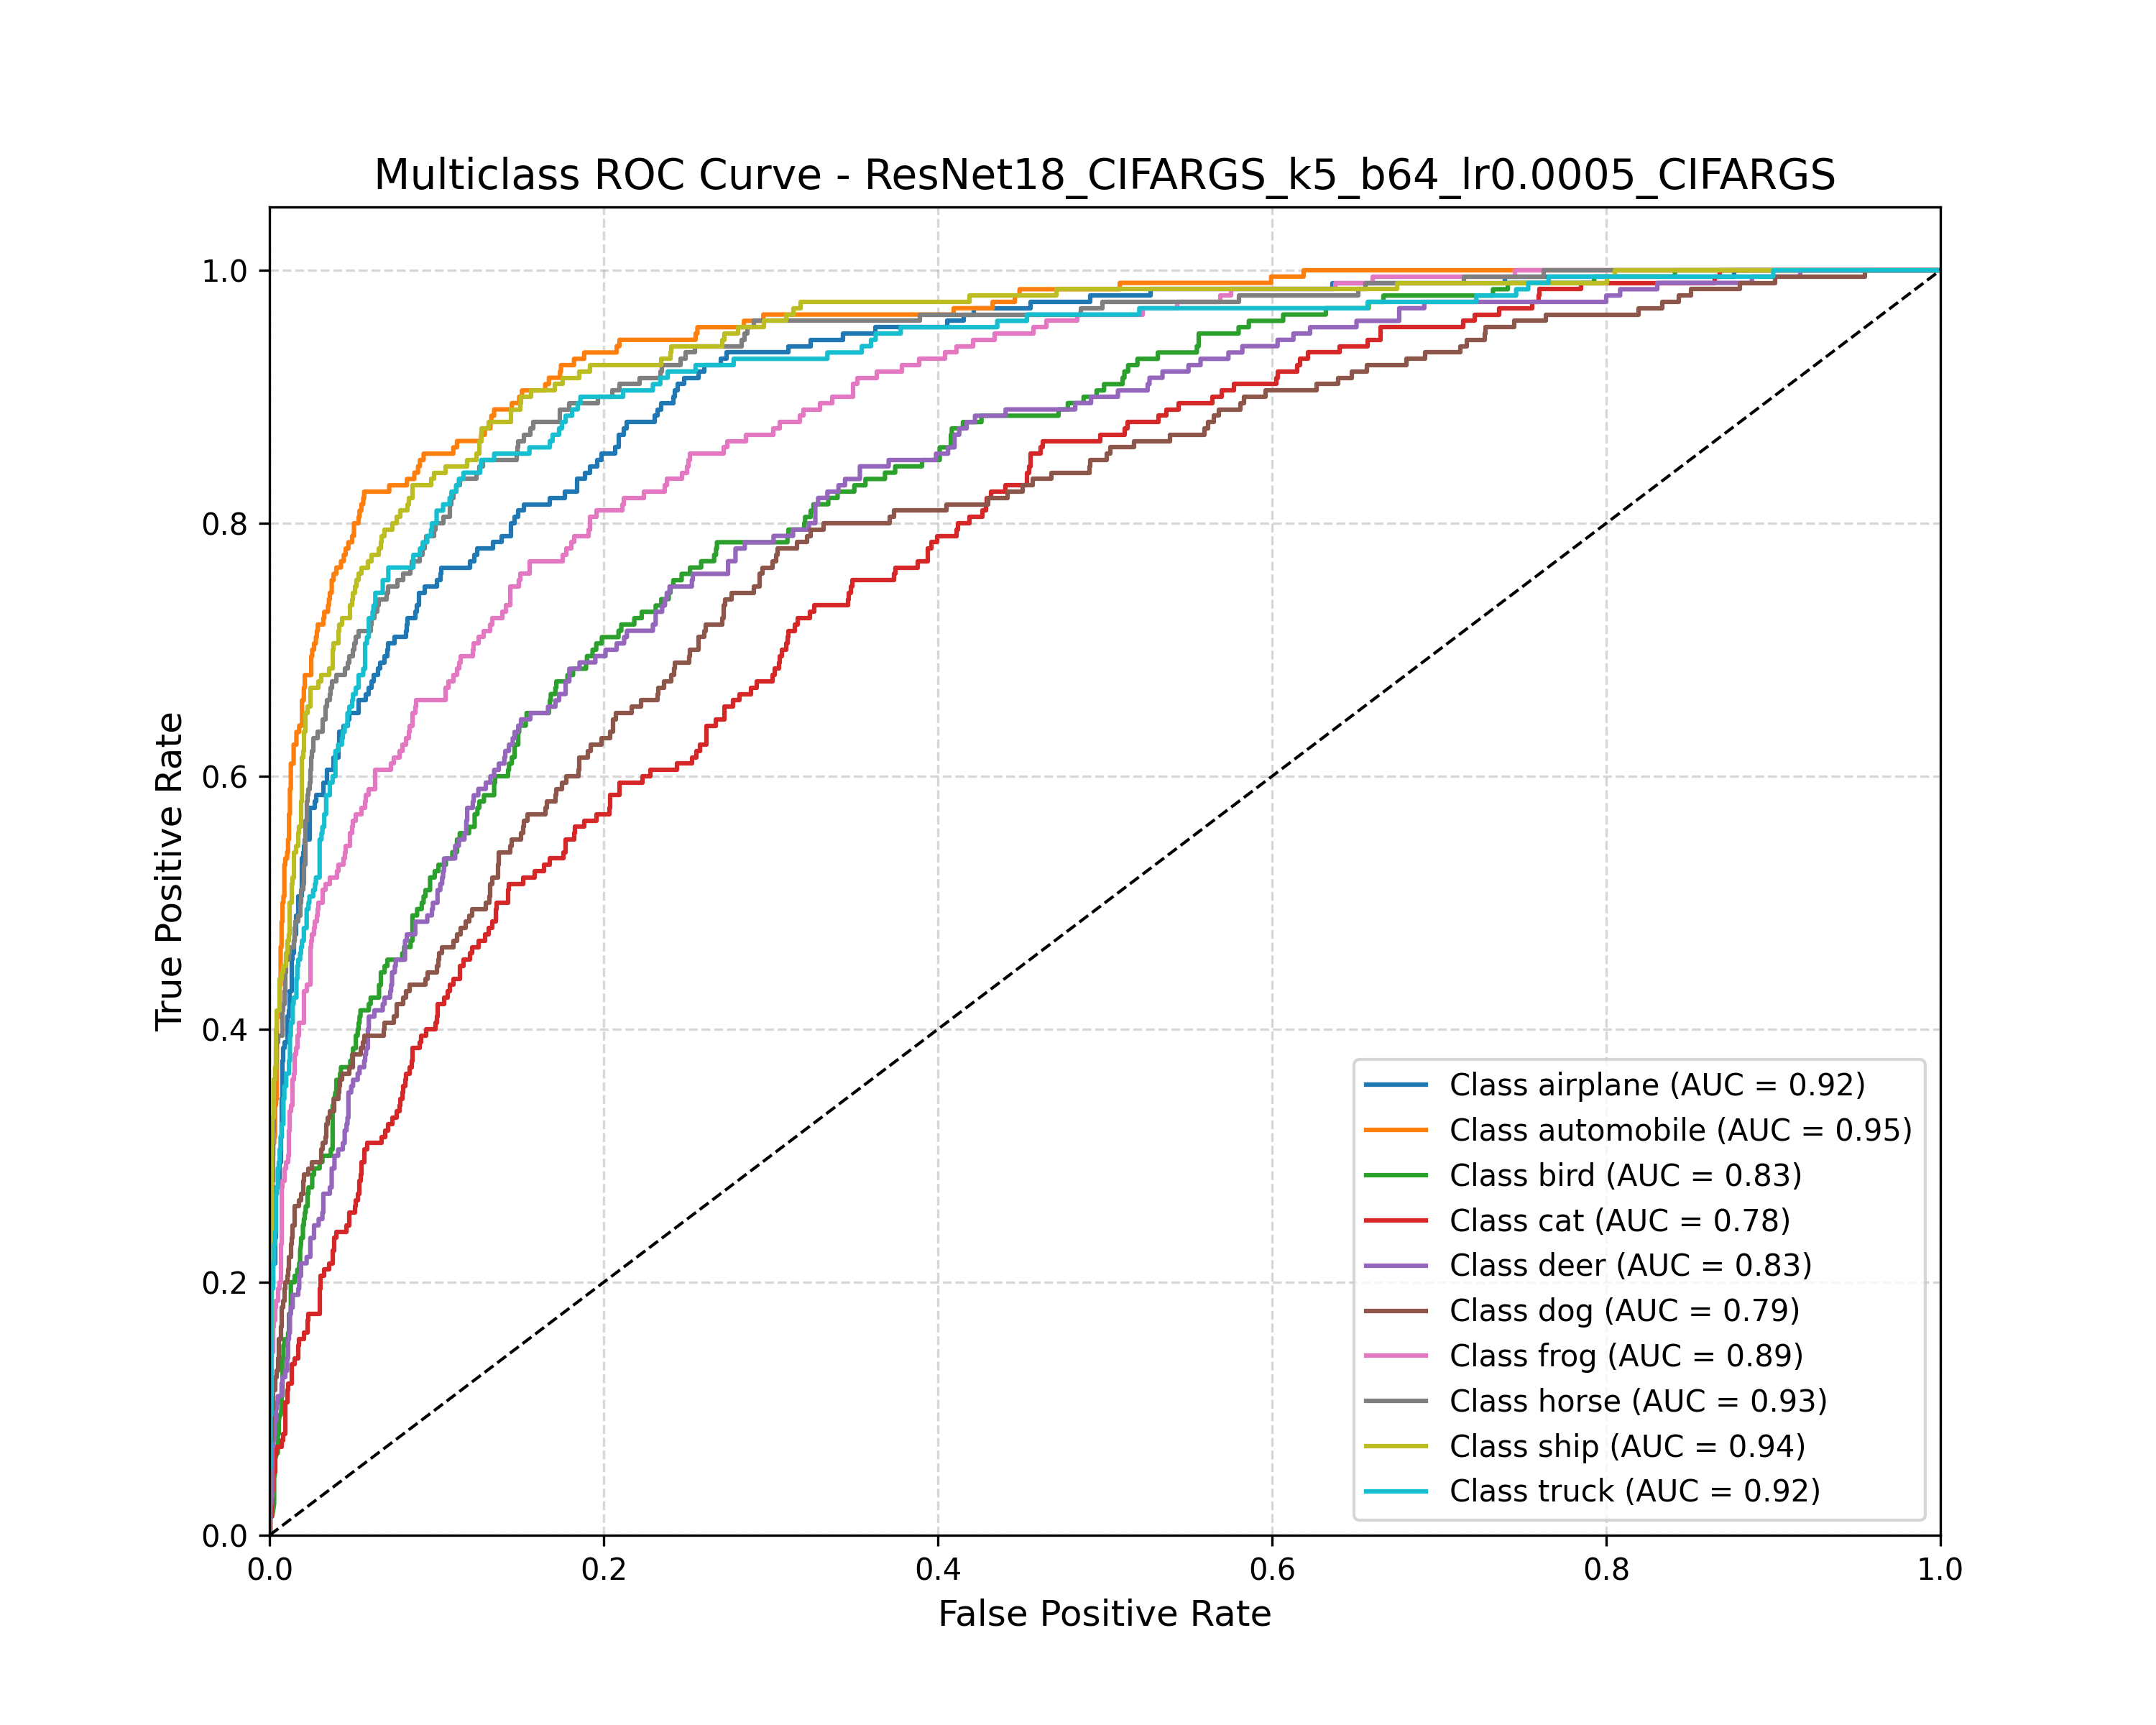 Multiclass ROC Curve - ResNet18_CIFARGS_k5_b64_lr0.0005_CIFARGS
True Positive Rate
1.0
0.8
0.6
0.4
0.2
0.0
0.0 0.2 0.4 0.6 0.8 1.0
False Positive Rate
Class airplane (AUC = 0.92)
Class automobile (AUC = 0.95)
Class bird (AUC = 0.83)
Class cat (AUC = 0.78)
Class deer (AUC = 0.83)
Class dog (AUC = 0.79)
Class frog (AUC = 0.89)
Class horse (AUC = 0.93)
Class ship (AUC = 0.94)
Class truck (AUC = 0.92)